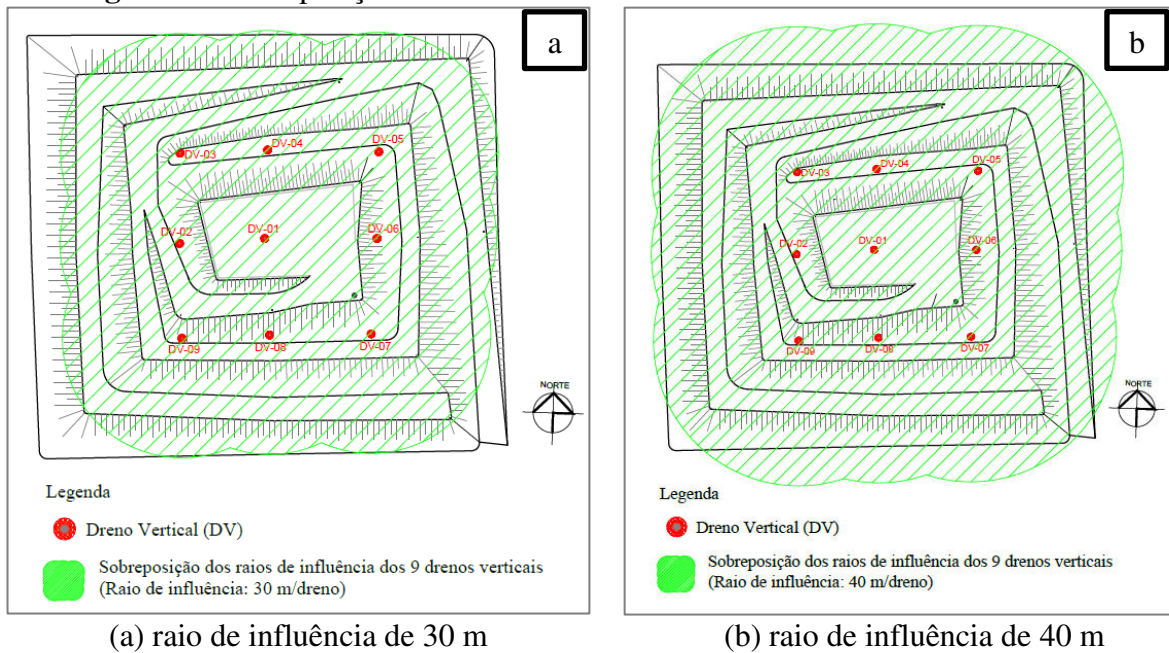 a
DV-03
DV-04
DV-05
DV-02
DV-01
DV-06
DV-09
DV-08
DV-07
NORTE
Legenda
Dreno Vertical (DV)
Sobreposição dos raios de influência dos 9 drenos verticais
(Raio de influência: 30 m/dreno)
(a) raio de influência de 30 m
b
DV-03
DV-04
DV-05
DV-02
DV-01
DV-06
DV-09
DV-08
DV-07
NORTE
Legenda
Dreno Vertical (DV)
Sobreposição dos raios de influência dos 9 drenos verticais
(Raio de influência: 40 m/dreno)
(b) raio de influência de 40 m